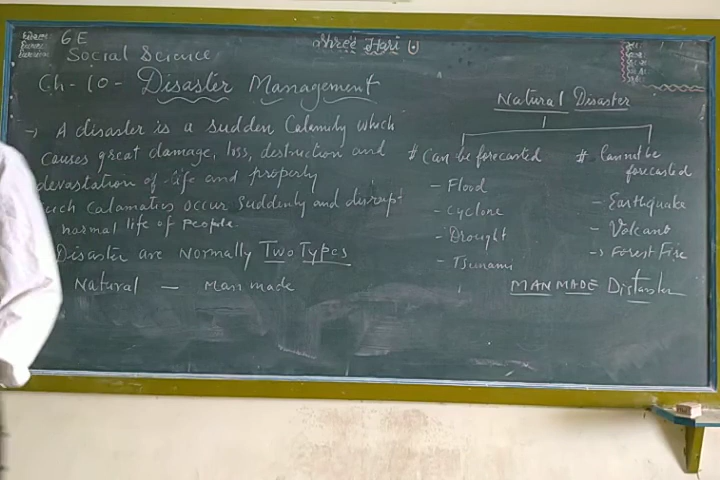 6E
Social Science
Shree Hari
Ch-10- Disaster Management
→ A disaster is a sudden Calamity which
causes great damage, loss, destruction and
devastation of life and property
such Calamaties occur suddenly and disrupt
normal life of People.
Disaster are normally Two Types
Natural — Man made
Natural Disaster
# Can be forecasted
- Flood
- Cyclone
- Drought
- Tsunami
# Cannot be
forecasted
- Earthquake
- Volcano
-> Forest Fire
MAN MADE Distaster